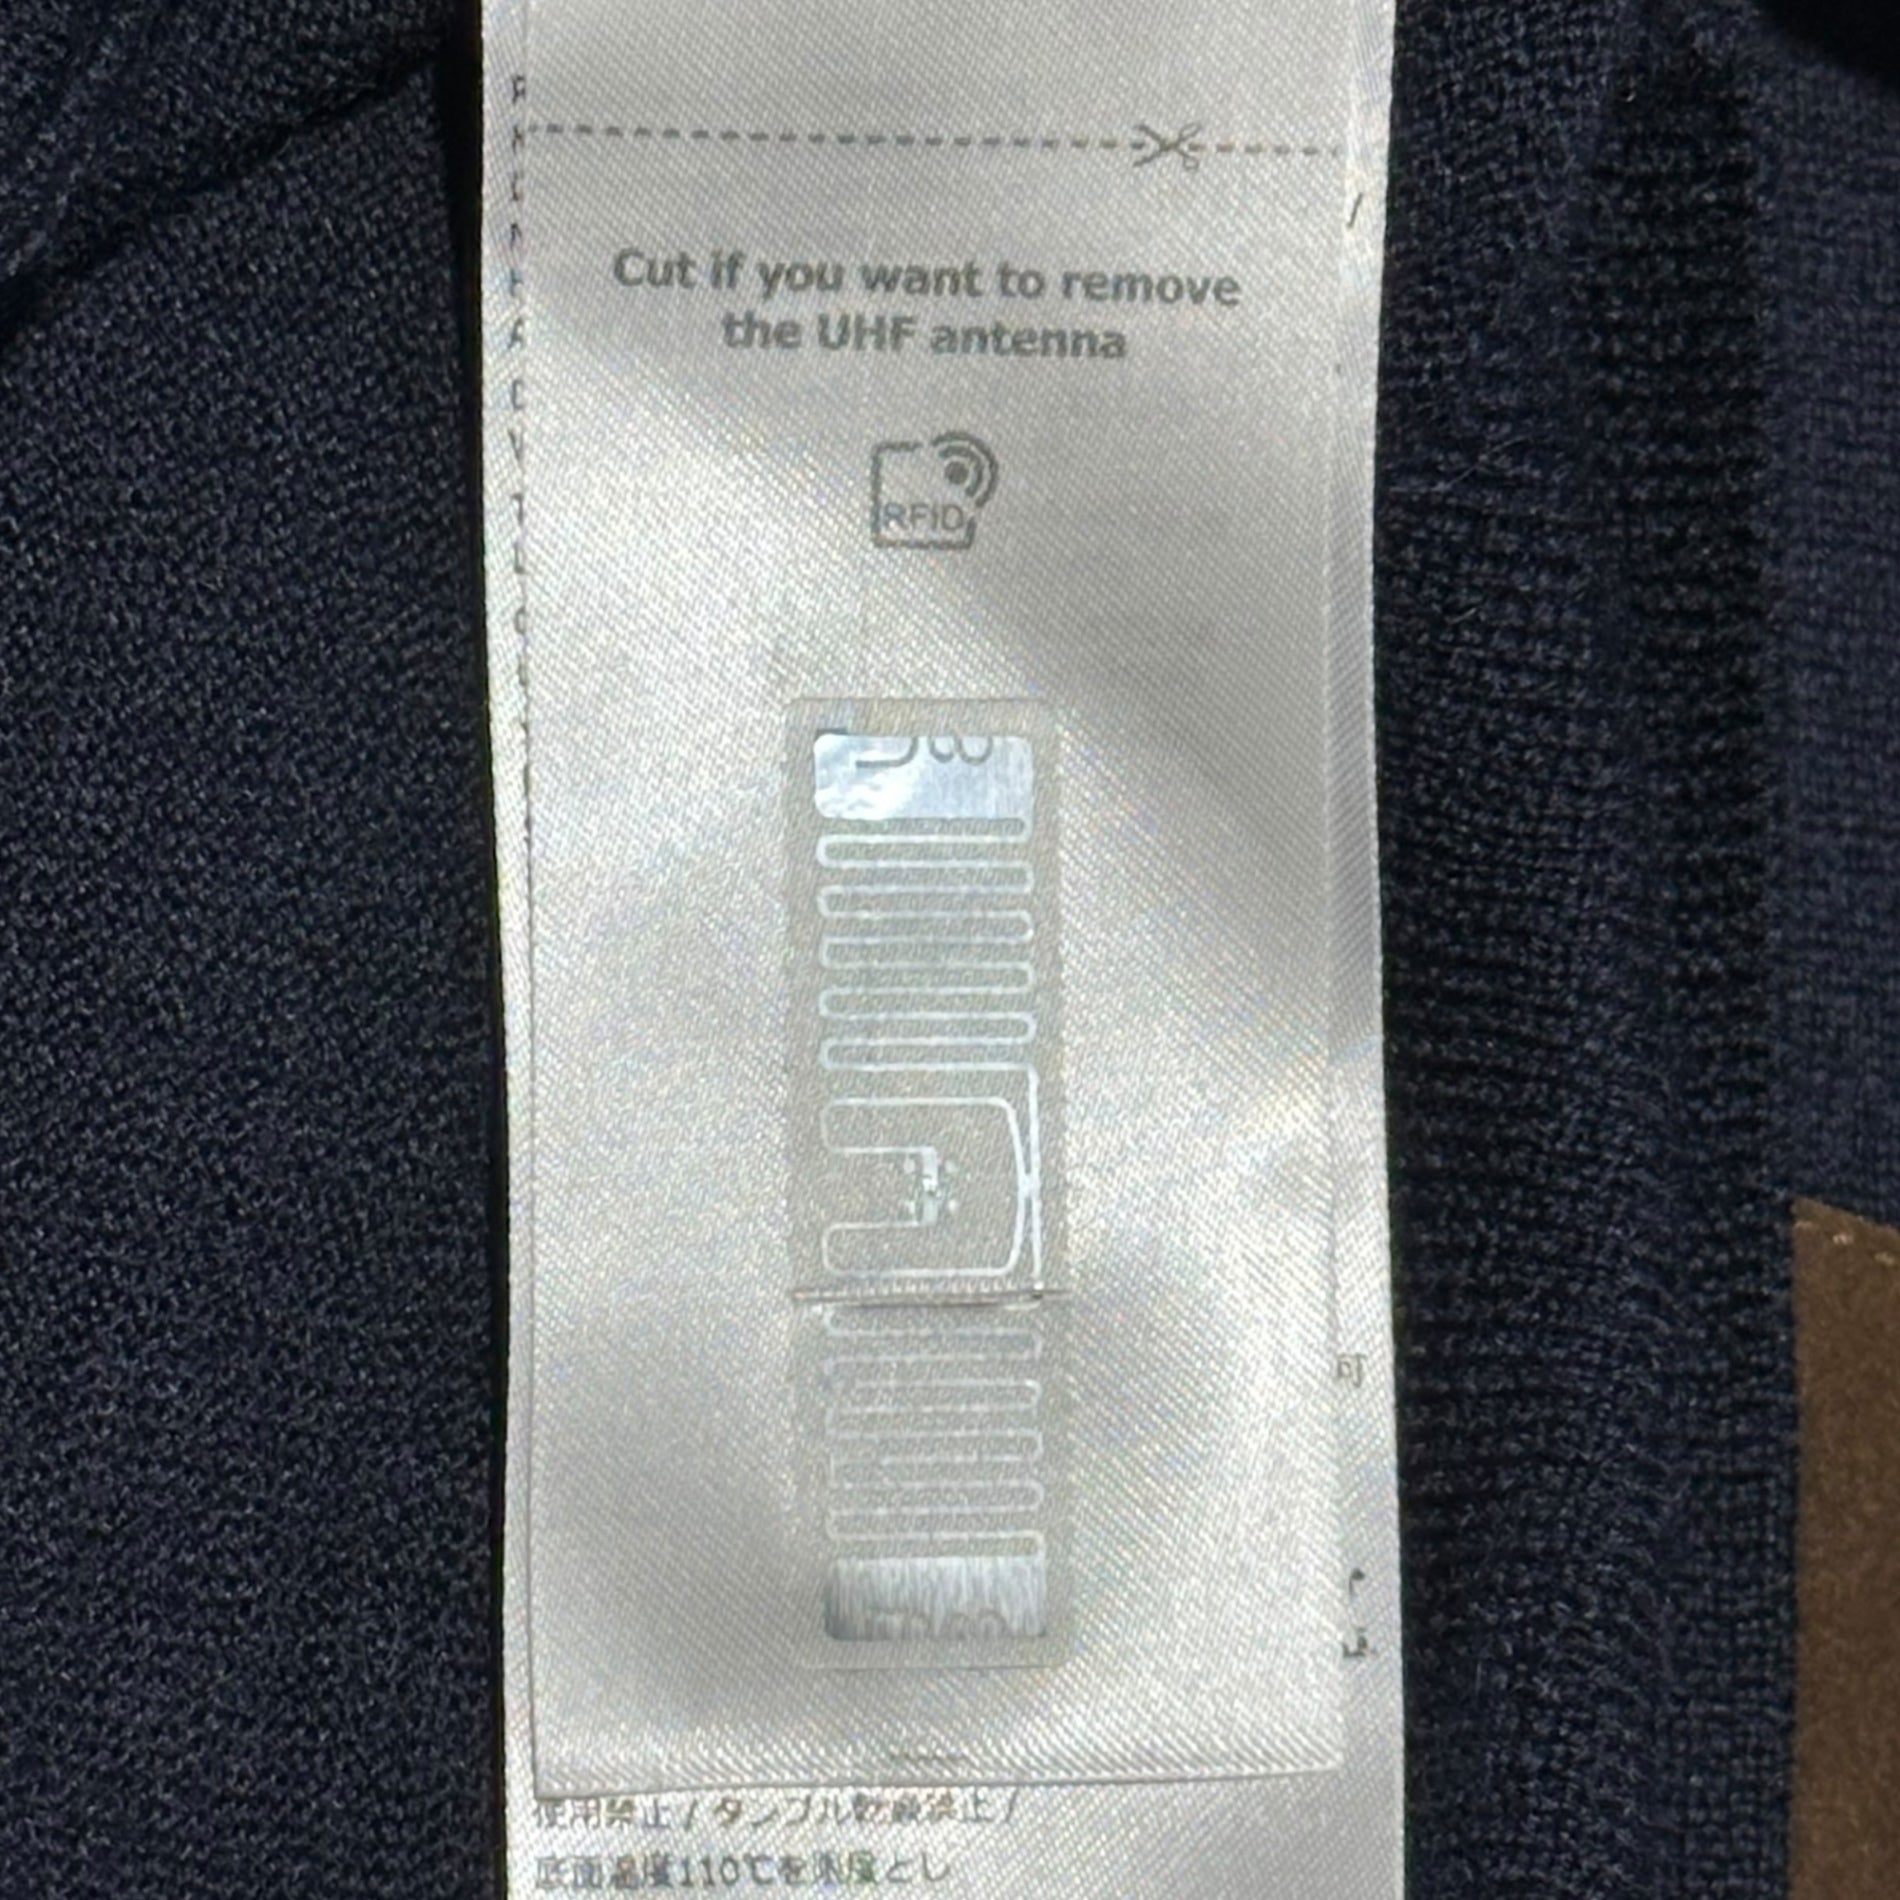 Cut if you want to remove
the UHF antenna
RFID
使用禁止 / タンブル乾燥禁止 /
底面温度110℃を限度とし